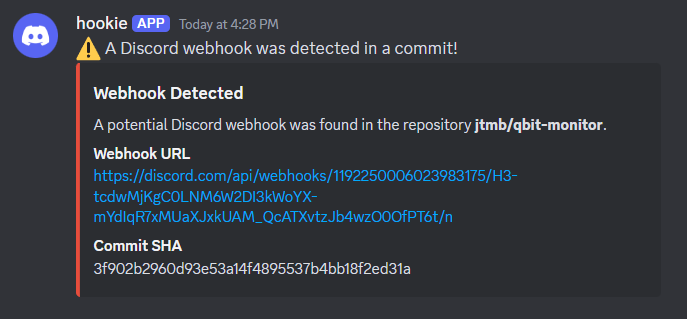 hookie APP Today at 4:28 PM
⚠️ A Discord webhook was detected in a commit!
Webhook Detected
A potential Discord webhook was found in the repository jtmb/qbit-monitor.
Webhook URL
https://discord.com/api/webhooks/1192250006023983175/H3-
tcdwMjKgC0LNM6W2DI3kWoYX-
mYdIqR7xMUaXJxkUAM_QcATXvtzJb4wzO0OfPT6t/n
Commit SHA
3f902b2960d93e53a14f4895537b4bb18f2ed31a